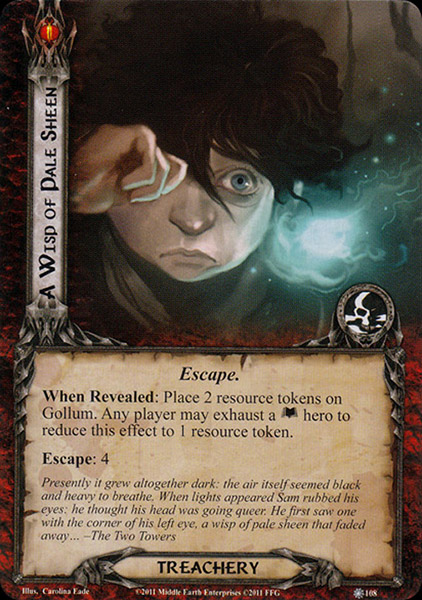 A Wisp of Pale Sheen
Escape.
When Revealed: Place 2 resource tokens on
Gollum. Any player may exhaust a hero to
reduce this effect to 1 resource token.
Escape: 4
Presently it grew altogether dark: the air itself seemed black
and heavy to breathe. When lights appeared Sam rubbed his
eyes: he thought his head was going queer. He first saw one
with the corner of his left eye, a wisp of pale sheen that faded
away… –The Two Towers
TREACHERY
Illus. Carolina Eade ©2011 Middle Earth Enterprises ©2011 FFG 108